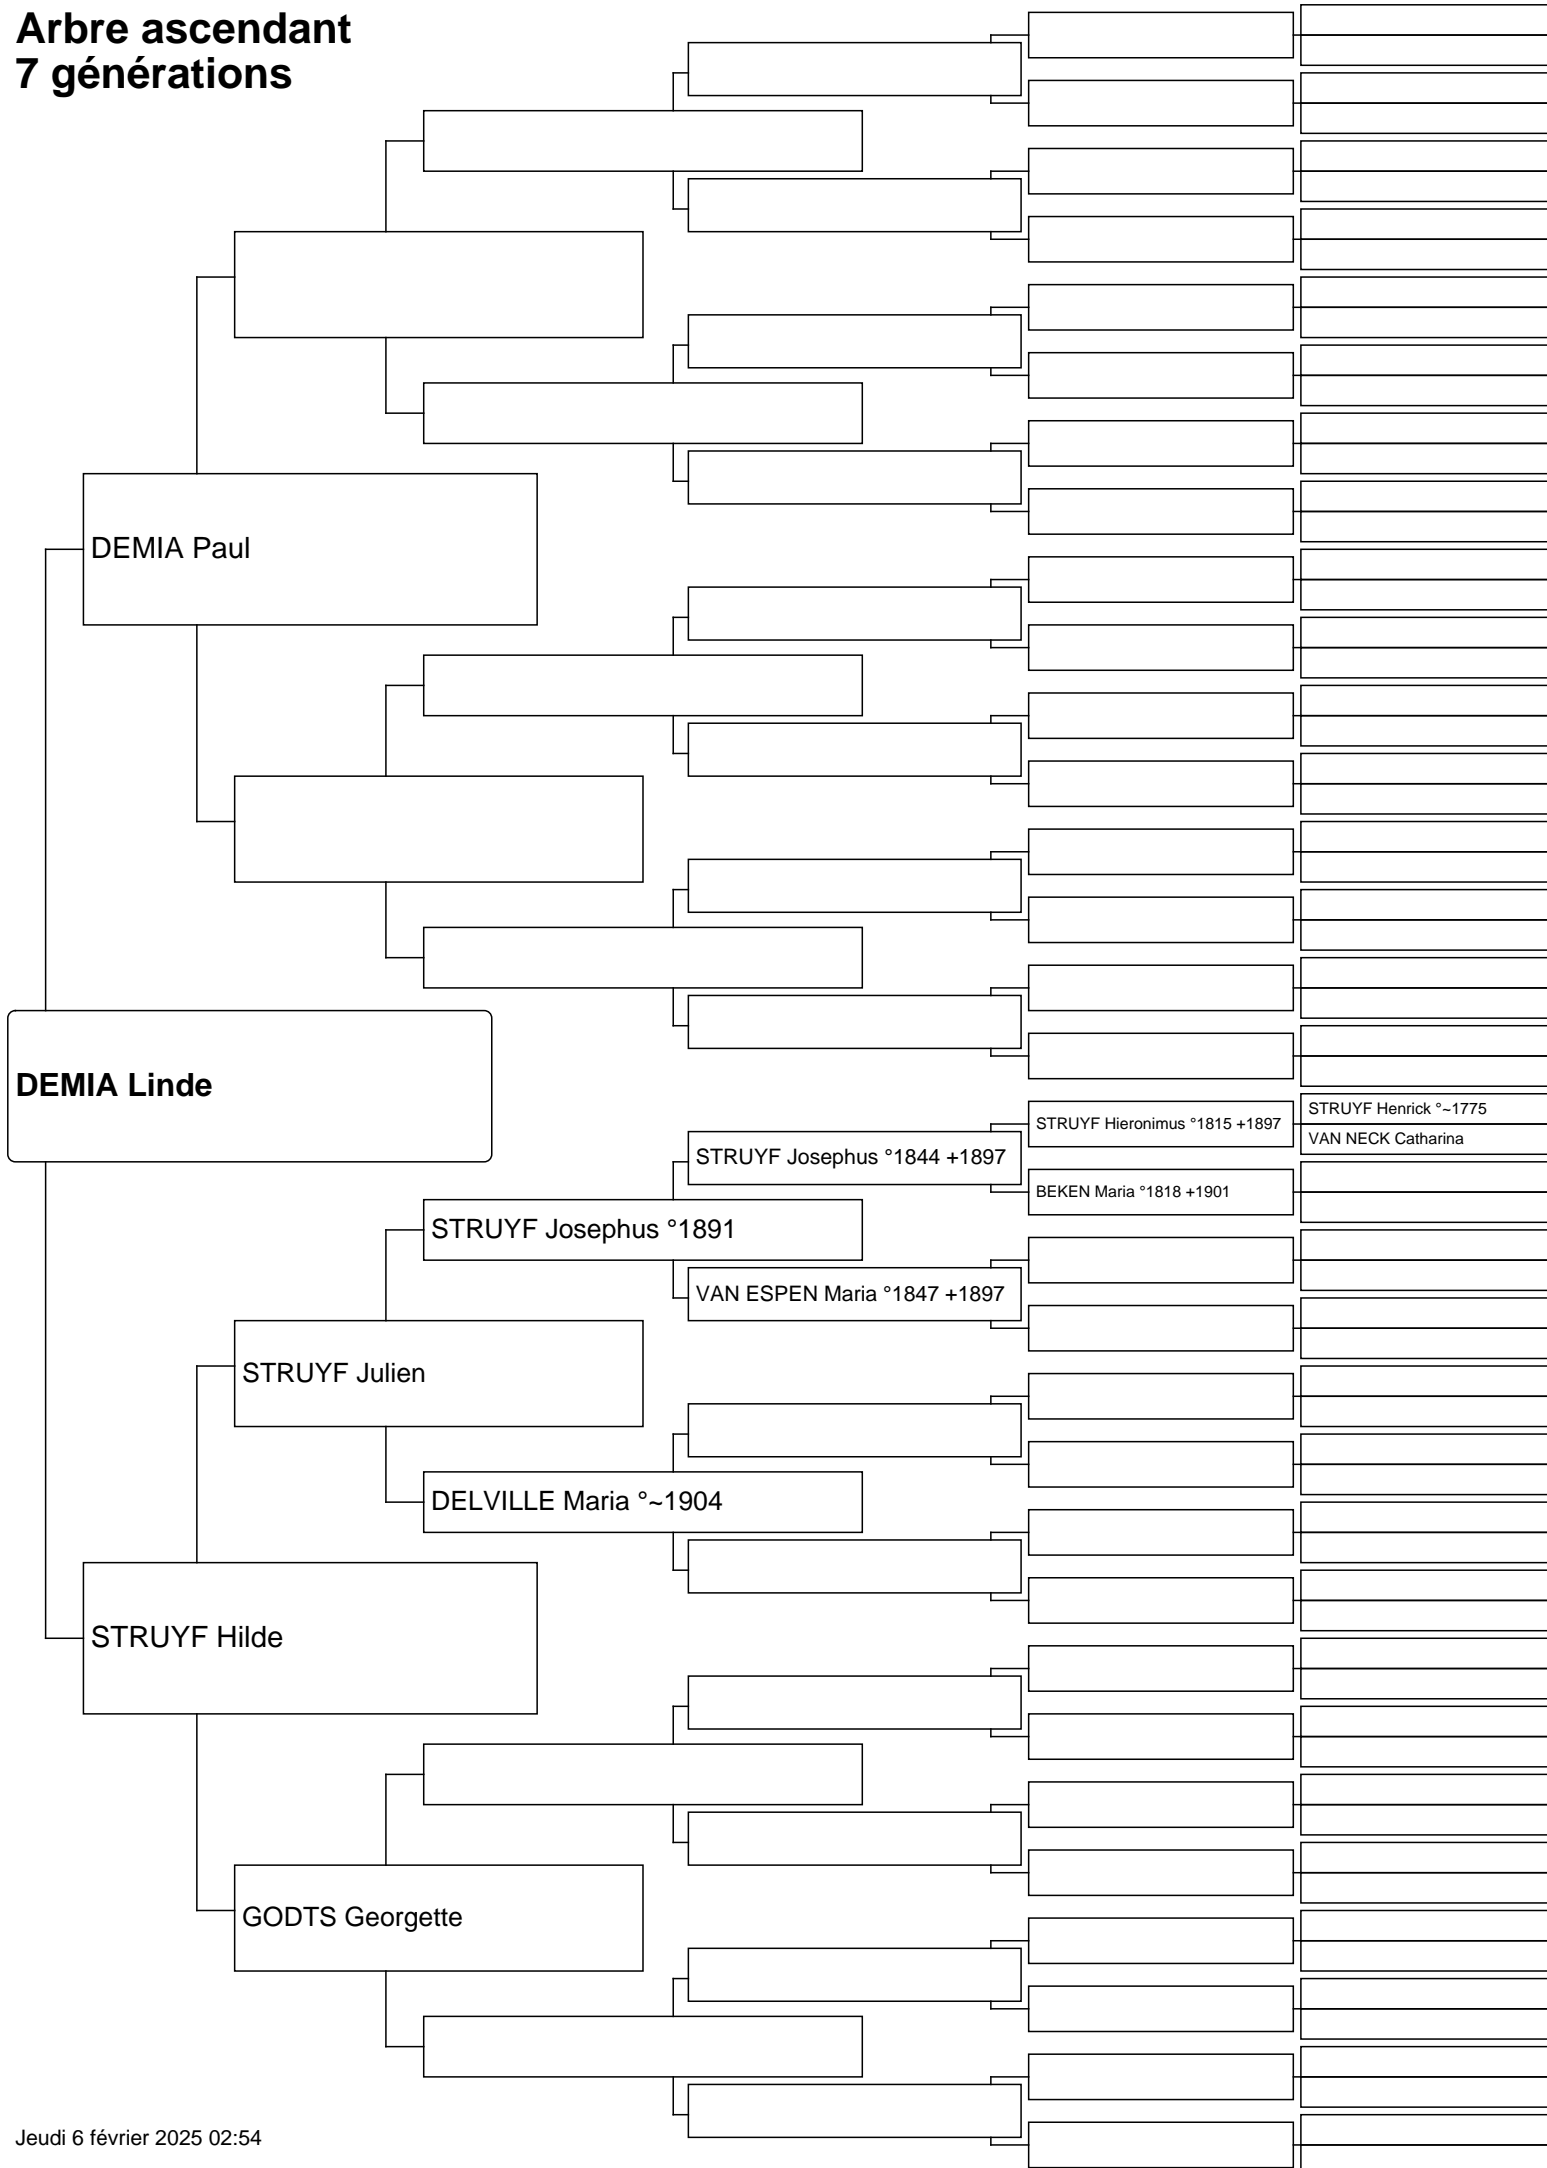 Arbre ascendant
7 générations
DEMIA Paul
DEMIA Linde
STRUYF Henrick °~1775
STRUYF Hieronimus °1815 +1897
VAN NECK Catharina
STRUYF Josephus °1844 +1897
BEKEN Maria °1818 +1901
STRUYF Josephus °1891
VAN ESPEN Maria °1847 +1897
STRUYF Julien
DELVILLE Maria °~1904
STRUYF Hilde
GODTS Georgette
Jeudi 6 février 2025 02:54